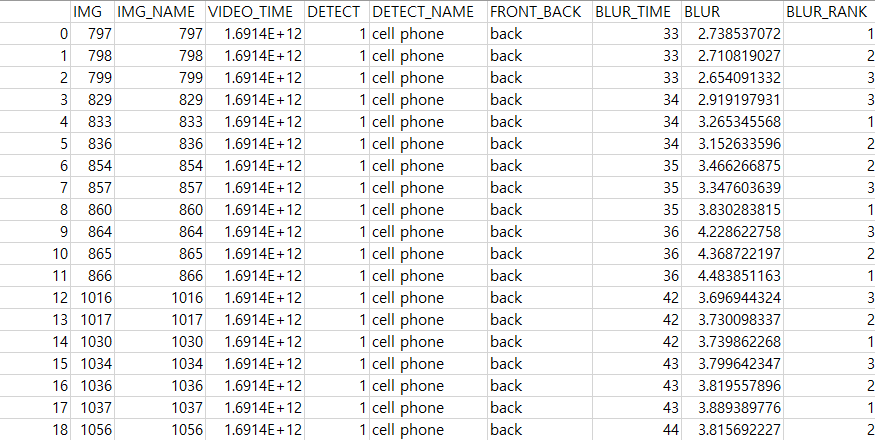 IMG IMG_NAME VIDEO_TIME DETECT DETECT_NAME FRONT_BACK BLUR_TIME BLUR BLUR_RANK
0 797 797 1.6914E+12 1 cell phone back 33 2.738537072 1
1 798 798 1.6914E+12 1 cell phone back 33 2.710819027 2
2 799 799 1.6914E+12 1 cell phone back 33 2.654091332 3
3 829 829 1.6914E+12 1 cell phone back 34 2.919197931 3
4 833 833 1.6914E+12 1 cell phone back 34 3.265345568 1
5 836 836 1.6914E+12 1 cell phone back 34 3.152633596 2
6 854 854 1.6914E+12 1 cell phone back 35 3.466266875 2
7 857 857 1.6914E+12 1 cell phone back 35 3.347603639 3
8 860 860 1.6914E+12 1 cell phone back 35 3.830283815 1
9 864 864 1.6914E+12 1 cell phone back 36 4.228622758 3
10 865 865 1.6914E+12 1 cell phone back 36 4.368722197 2
11 866 866 1.6914E+12 1 cell phone back 36 4.483851163 1
12 1016 1016 1.6914E+12 1 cell phone back 42 3.696944324 3
13 1017 1017 1.6914E+12 1 cell phone back 42 3.730098337 2
14 1030 1030 1.6914E+12 1 cell phone back 42 3.739862268 1
15 1034 1034 1.6914E+12 1 cell phone back 43 3.799642347 3
16 1036 1036 1.6914E+12 1 cell phone back 43 3.819557896 2
17 1037 1037 1.6914E+12 1 cell phone back 43 3.889389776 1
18 1056 1056 1.6914E+12 1 cell phone back 44 3.815692227 2